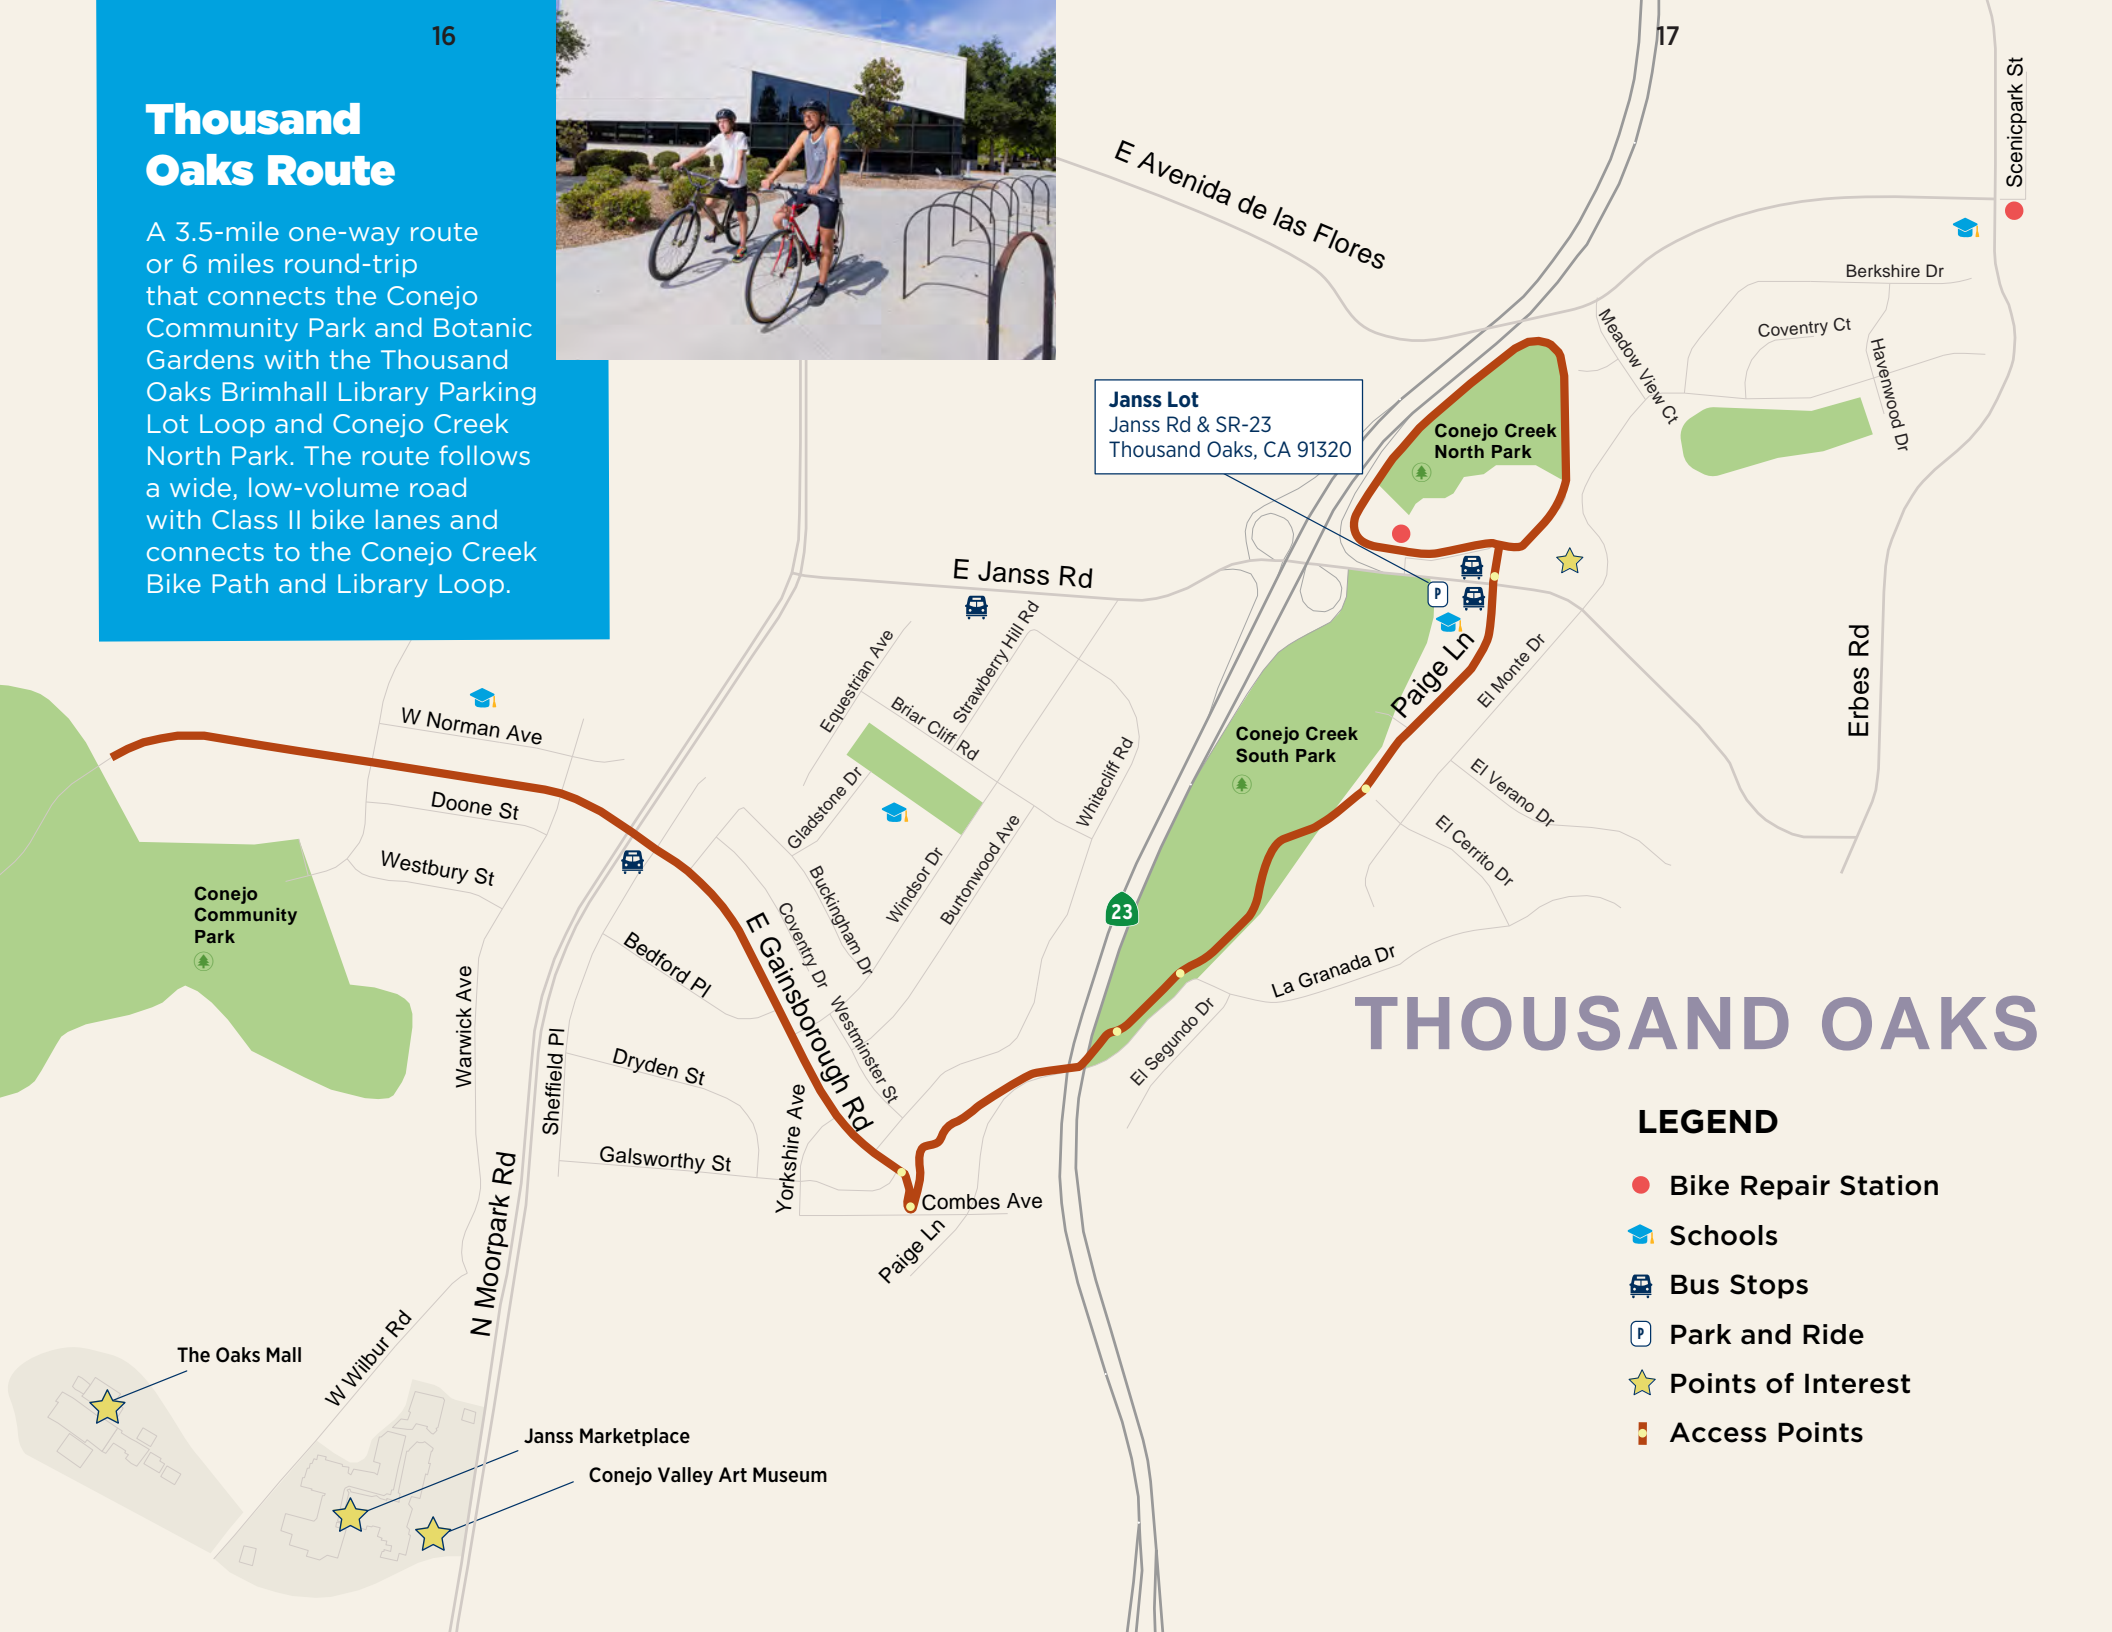 16
17
Thousand
Oaks Route
A 3.5-mile one-way route
or 6 miles round-trip
that connects the Conejo
Community Park and Botanic
Gardens with the Thousand
Oaks Brimhall Library Parking
Lot Loop and Conejo Creek
North Park. The route follows
a wide, low-volume road
with Class II bike lanes and
connects to the Conejo Creek
Bike Path and Library Loop.
E Avenida de las Flores
Scenicpark St
Berkshire Dr
Coventry Ct
Meadow View Ct
Havenwood Dr
Janss Lot
Janss Rd & SR-23
Thousand Oaks, CA 91320
Conejo Creek
North Park
E Janss Rd
P
Paige Ln
El Monte Dr
Erbes Rd
Equestrian Ave
Strawberry Hill Rd
Briar Cliff Rd
W Norman Ave
Conejo Creek
South Park
Whitecliff Rd
Gladstone Dr
El Verano Dr
Doone St
El Cerrito Dr
Windsor Dr
Burtonwood Ave
Westbury St
Buckingham Dr
Conejo
Community
Park
Coventry Dr
23
E Gainsborough Rd
Bedford Pl
La Granada Dr
Westminster St
El Segundo Dr
THOUSAND OAKS
Warwick Ave
Sheffield Pl
Dryden St
Yorkshire Ave
Galsworthy St
Combes Ave
Paige Ln
N Moorpark Rd
W Wilbur Rd
The Oaks Mall
Janss Marketplace
Conejo Valley Art Museum
LEGEND
Bike Repair Station
Schools
Bus Stops
P Park and Ride
Points of Interest
Access Points